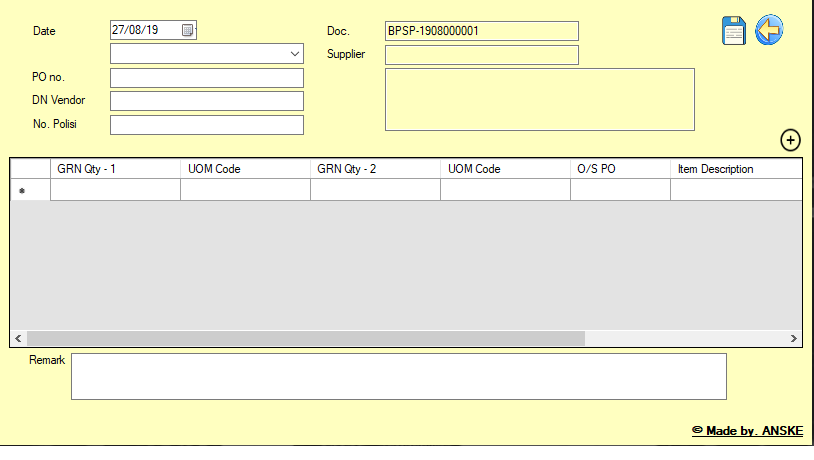 Date 27/08/19 Doc. BPSP-1908000001
Supplier
PO no.
DN Vendor
No. Polisi
GRN Qty - 1 UOM Code GRN Qty - 2 UOM Code O/S PO Item Description
Remark
© Made by. ANSKE